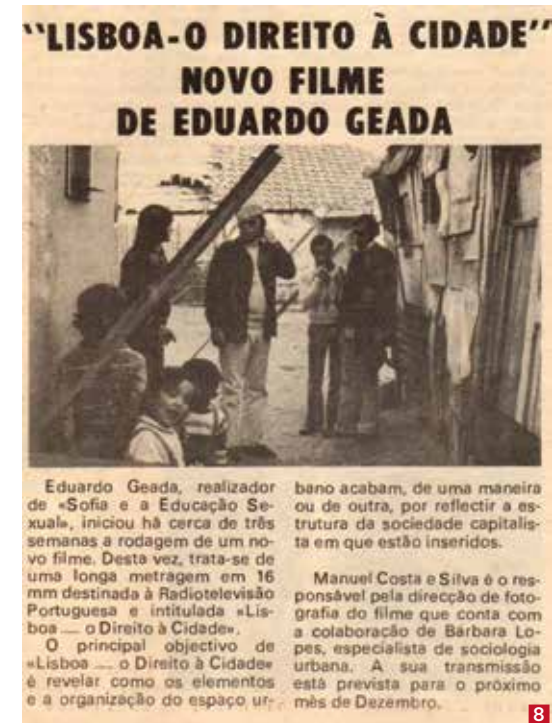 "LISBOA-O DIREITO À CIDADE"
NOVO FILME
DE EDUARDO GEADA
Eduardo Geada, realizador
de «Sofia e a Educação Se-
xual», iniciou há cerca de três
semanas a rodagem de um no-
vo filme. Desta vez, trata-se de
uma longa metragem em 16
mm destinada à Radiotelevisão
Portuguesa e intitulada «Lis-
boa — o Direito à Cidade».
O principal objectivo de
«Lisboa — o Direito à Cidade»
é revelar como os elementos
e a organização do espaço ur-
bano acabam, de uma maneira
ou de outra, por reflectir a es-
trutura da sociedade capitalis-
ta em que estão inseridos.
Manuel Costa e Silva é o res-
ponsável pela direcção de foto-
grafia do filme que conta com
a colaboração de Bárbara Lo-
pes, especialista de sociologia
urbana. A sua transmissão
está prevista para o próximo
mês de Dezembro.
8